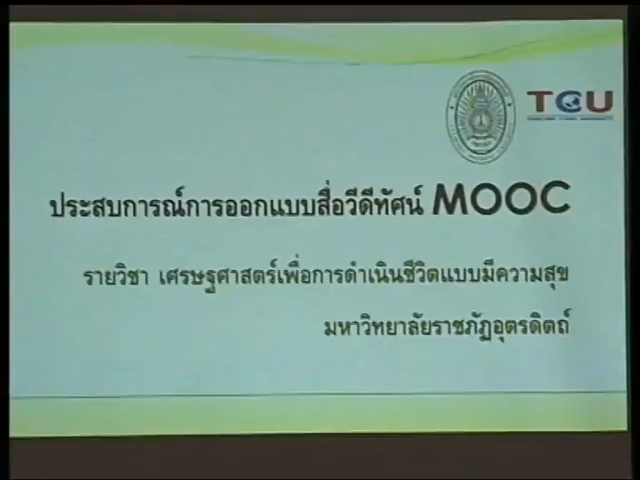 TCU
ประสบการณ์การออกแบบสื่อวีดีทัศน์ MOOC
รายวิชา เศรษฐศาสตร์เพื่อการดำเนินชีวิตแบบมีความสุข
มหาวิทยาลัยราชภัฏอุตรดิตถ์